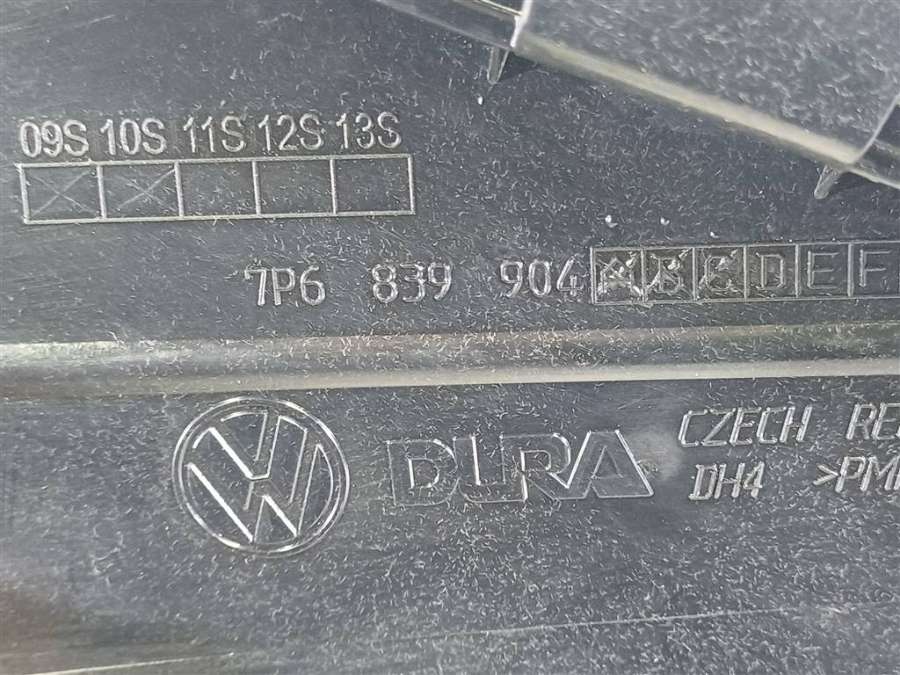 09S 10S 11S 12S 13S
7P6 839 904 A B C D E F
DURA CZECH
DH4